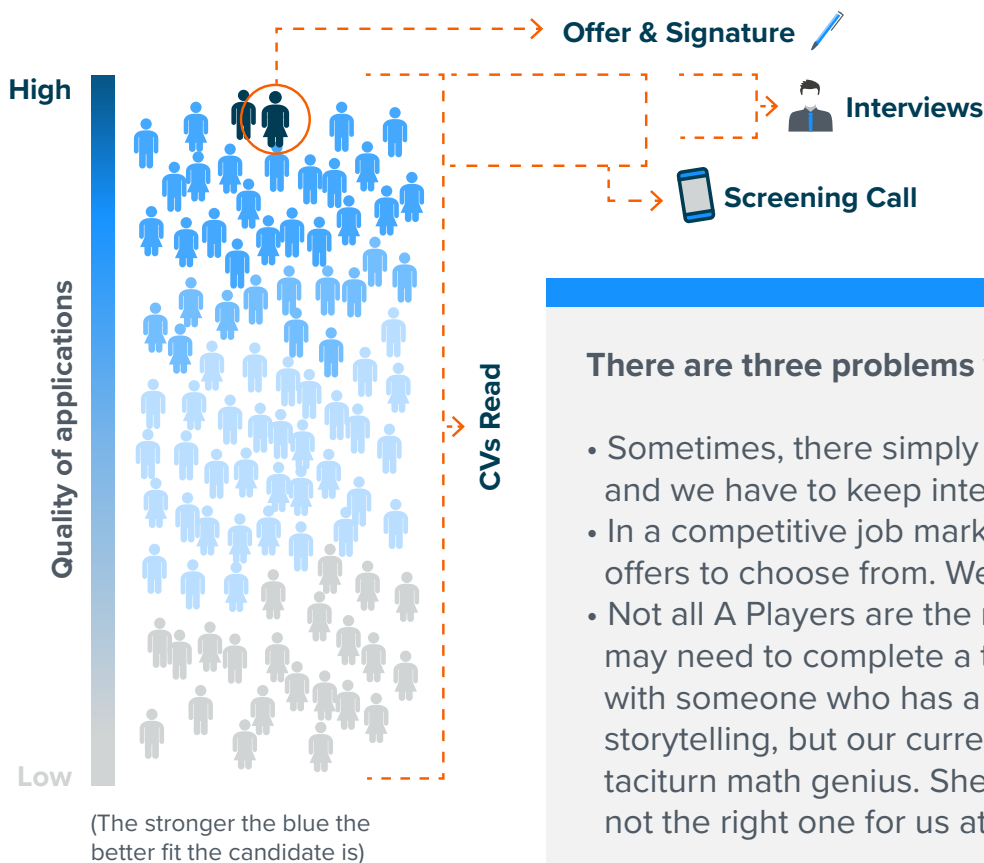 Offer & Signature
High
Interviews
Screening Call
Quality of applications
CVs Read
Low
(The stronger the blue the
better fit the candidate is)
There are three problems
• Sometimes, there simply
and we have to keep inte
• In a competitive job mark
offers to choose from. We
• Not all A Players are the
may need to complete a t
with someone who has a
storytelling, but our curre
taciturn math genius. She
not the right one for us at